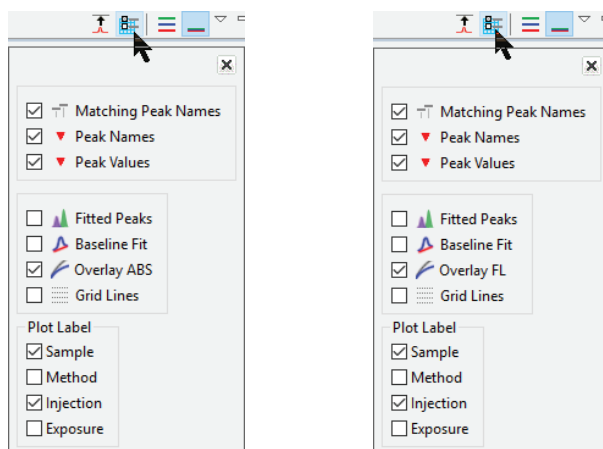 Matching Peak Names
Peak Names
Peak Values
Fitted Peaks
Baseline Fit
Overlay ABS
Grid Lines
Plot Label
Sample
Method
Injection
Exposure
Matching Peak Names
Peak Names
Peak Values
Fitted Peaks
Baseline Fit
Overlay FL
Grid Lines
Plot Label
Sample
Method
Injection
Exposure